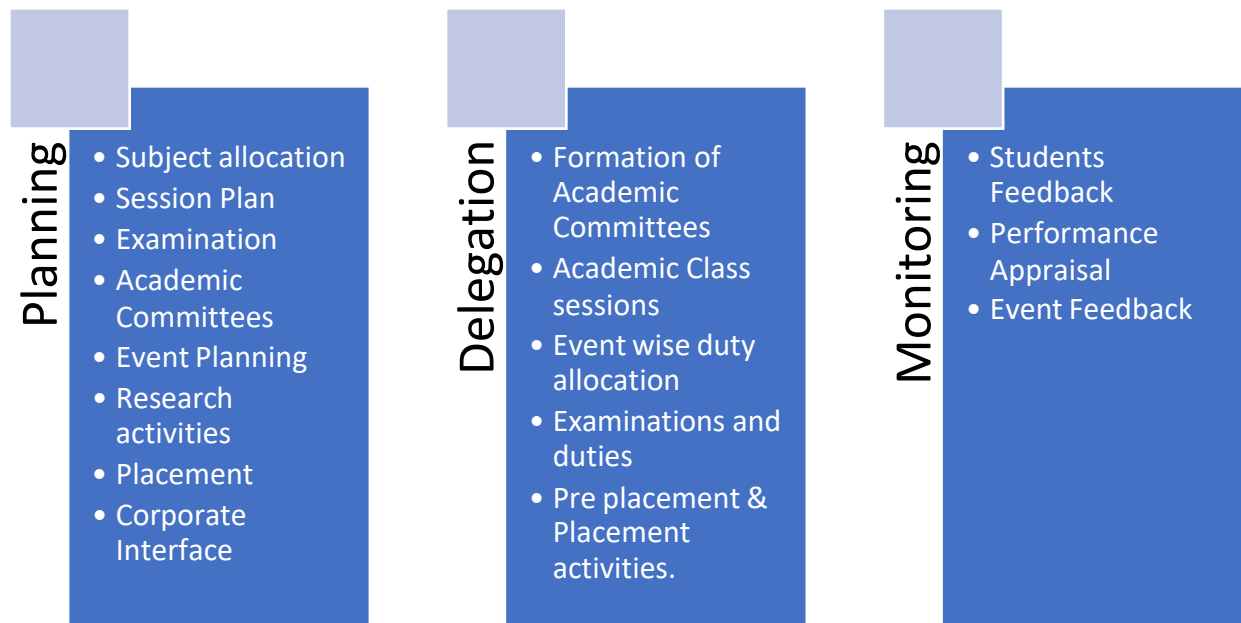 Planning
• Subject allocation
• Session Plan
• Examination
• Academic
Committees
• Event Planning
• Research
activities
• Placement
• Corporate
Interface
Delegation
• Formation of
Academic
Committees
• Academic Class
sessions
• Event wise duty
allocation
• Examinations and
duties
• Pre placement &
Placement
activities.
Monitoring
• Students
Feedback
• Performance
Appraisal
• Event Feedback